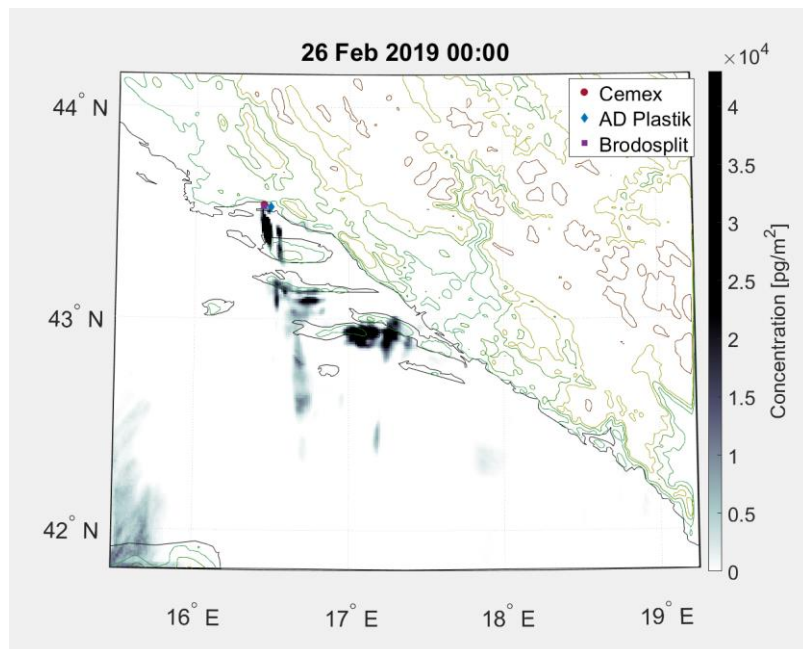 26 Feb 2019 00:00
×10⁴
Cemex
AD Plastik
Brodosplit
44° N
43° N
42° N
16° E
17° E
18° E
19° E
4
3.5
3
2.5
2
1.5
1
0.5
0
Concentration [pg/m²]